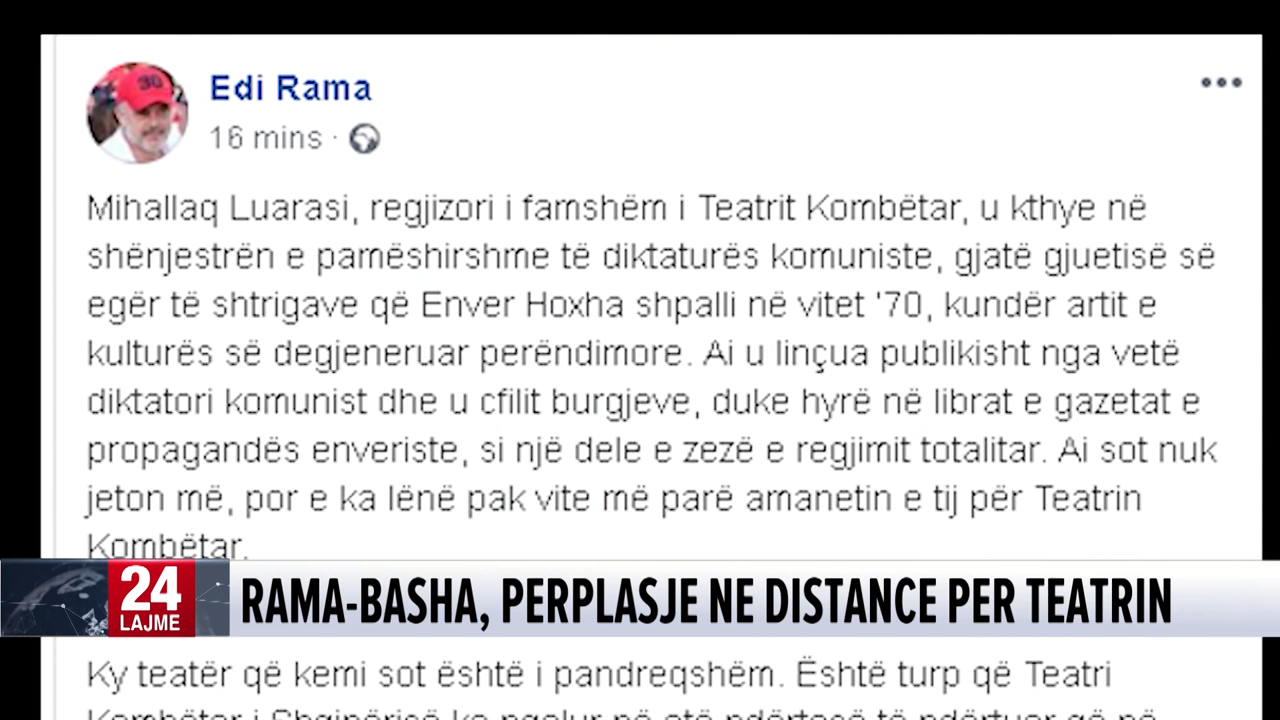 30
Edi Rama
16 mins ·
Mihallaq Luarasi, regjizori i famshëm i Teatrit Kombëtar, u kthye në
shënjestrën e pamëshirshme të diktaturës komuniste, gjatë gjuetisë së
egër të shtrigave që Enver Hoxha shpalli në vitet '70, kundër artit e
kulturës së degjeneruar perëndimore. Ai u linçua publikisht nga vetë
diktatori komunist dhe u cfilit burgjeve, duke hyrë në librat e gazetat e
propagandës enveriste, si një dele e zezë e regjimit totalitar. Ai sot nuk
jeton më, por e ka lënë pak vite më parë amanetin e tij për Teatrin
Kombëtar.
24
LAJME
RAMA-BASHA, PERPLASJE NE DISTANCE PER TEATRIN
Ky teatër që kemi sot është i pandreqshëm. Është turp që Teatri